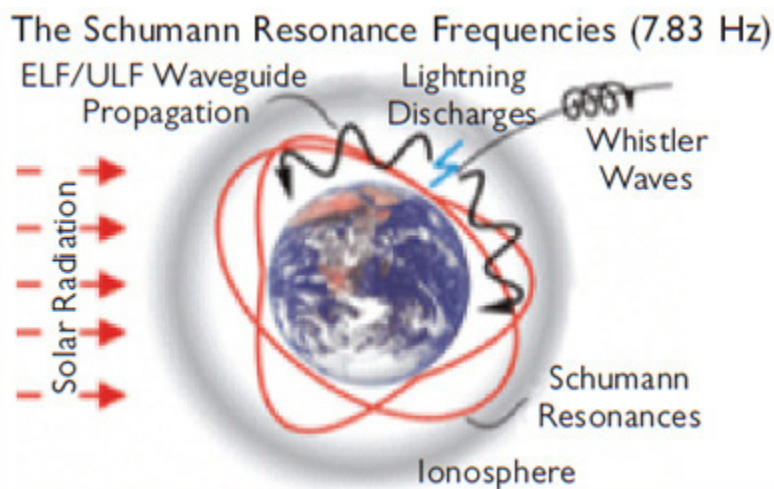 The Schumann Resonance Frequencies (7.83 Hz)
ELF/ULF Waveguide
Propagation
Lightning
Discharges
Whistler
Waves
Solar Radiation
Schumann
Resonances
Ionosphere